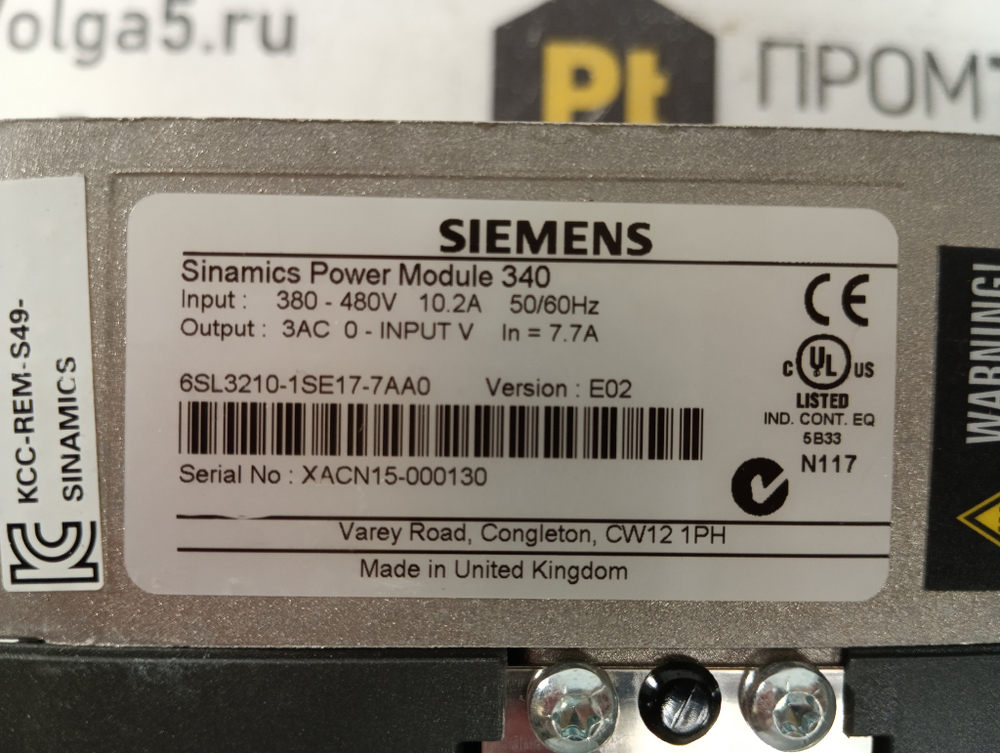 olga5.ru
Pt
ПРОМТ
SIEMENS
Sinamics Power Module 340
Input : 380 - 480V 10.2A 50/60Hz
Output : 3AC 0 - INPUT V In = 7.7A
6SL3210-1SE17-7AA0 Version : E02
Serial No : XACN15-000130
CE
C UL US
LISTED
IND. CONT. EQ
5B33
N117
Varey Road, Congleton, CW12 1PH
Made in United Kingdom
KCC-REM-S49-
SINAMICS
WARNING!